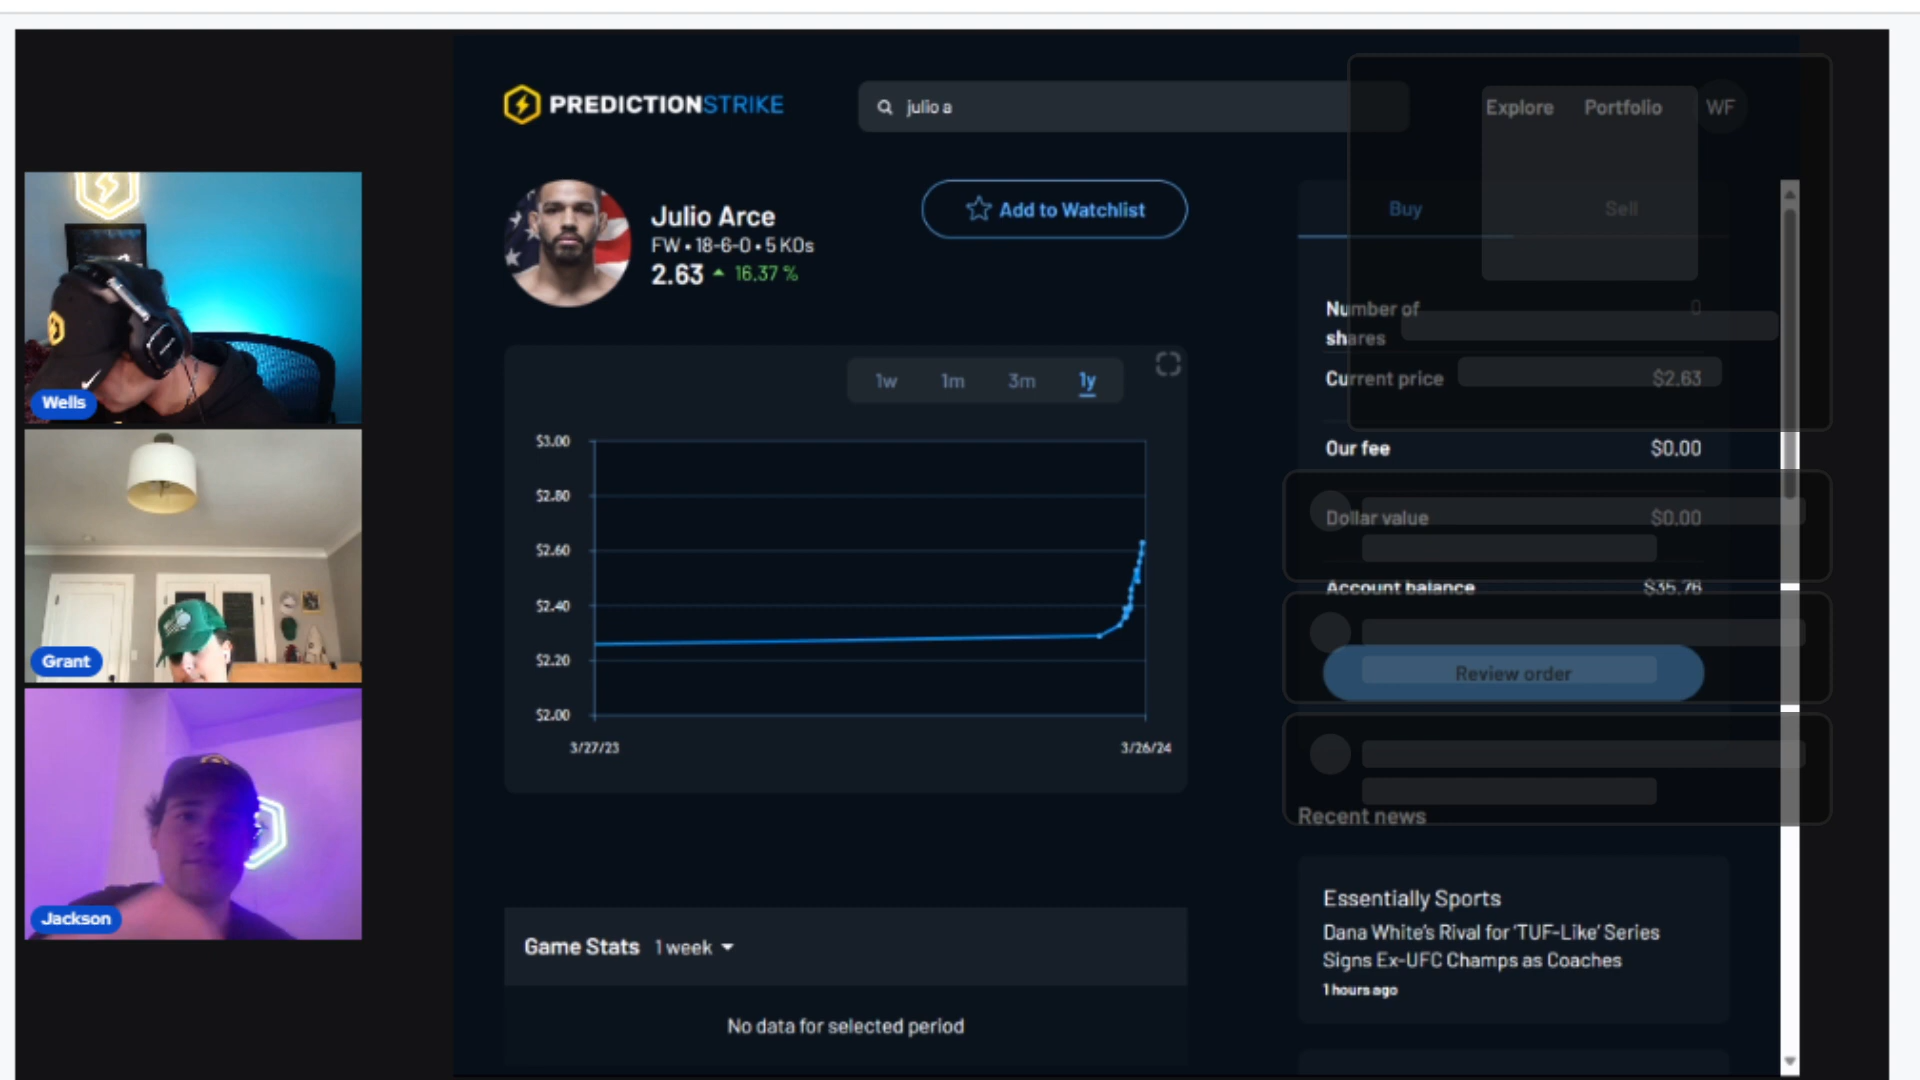 PREDICTIONSTRIKE
julio a
Explore Portfolio WF
Julio Arce
FW • 18-6-0 • 5 KOs
2.63 16.37 %
Add to Watchlist
Buy Sell
Number of shares 0
Current price $2.63
Our fee $0.00
Dollar value $0.00
Account balance $35.76
Review order
1w 1m 3m 1y
$3.00
$2.80
$2.60
$2.40
$2.20
$2.00
3/27/23 3/26/24
Wells
Grant
Jackson
Game Stats 1 week
No data for selected period
Recent news
Essentially Sports
Dana White's Rival for 'TUF-Like' Series
Signs Ex-UFC Champs as Coaches
1 hours ago